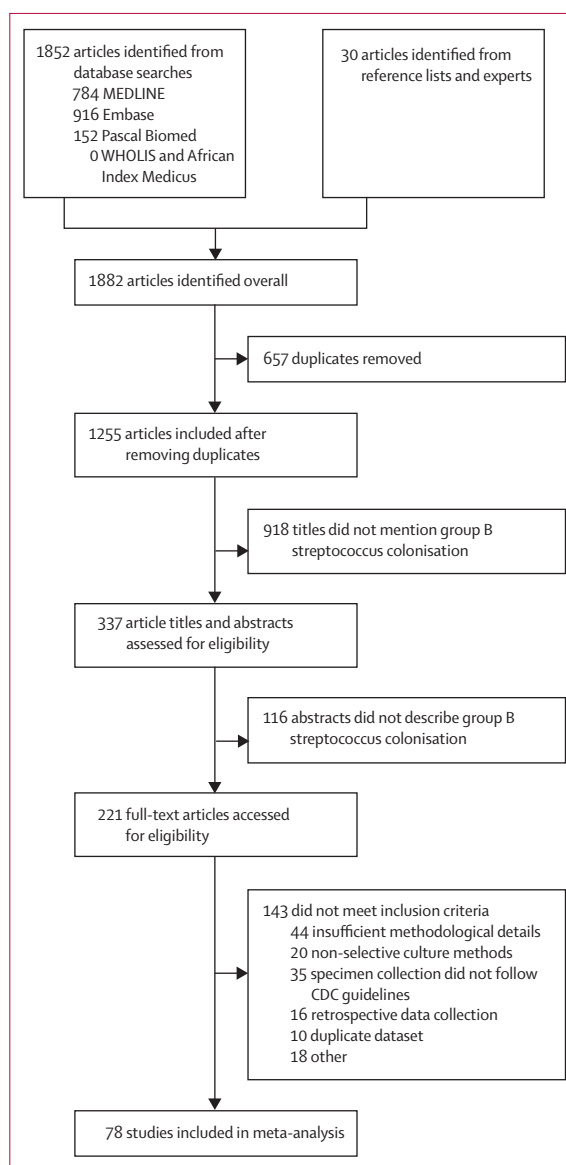 1852 articles identified from
database searches
784 MEDLINE
916 Embase
152 Pascal Biomed
0 WHOLIS and African
Index Medicus
30 articles identified from
reference lists and experts
1882 articles identified overall
657 duplicates removed
1255 articles included after
removing duplicates
918 titles did not mention group B
streptococcus colonisation
337 article titles and abstracts
assessed for eligibility
116 abstracts did not describe group B
streptococcus colonisation
221 full-text articles accessed
for eligibility
143 did not meet inclusion criteria
44 insufficient methodological details
20 non-selective culture methods
35 specimen collection did not follow
CDC guidelines
16 retrospective data collection
10 duplicate dataset
18 other
78 studies included in meta-analysis